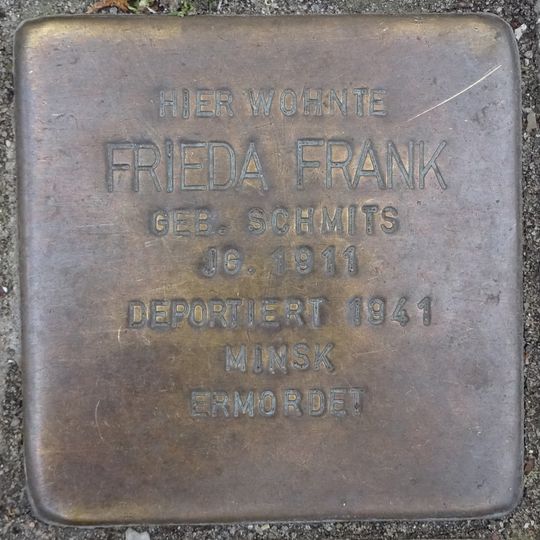 HIER WOHNTE
FRIEDA FRANK
GEB. SCHMITS
JG. 1911
DEPORTIERT 1941
MINSK
ERMORDET